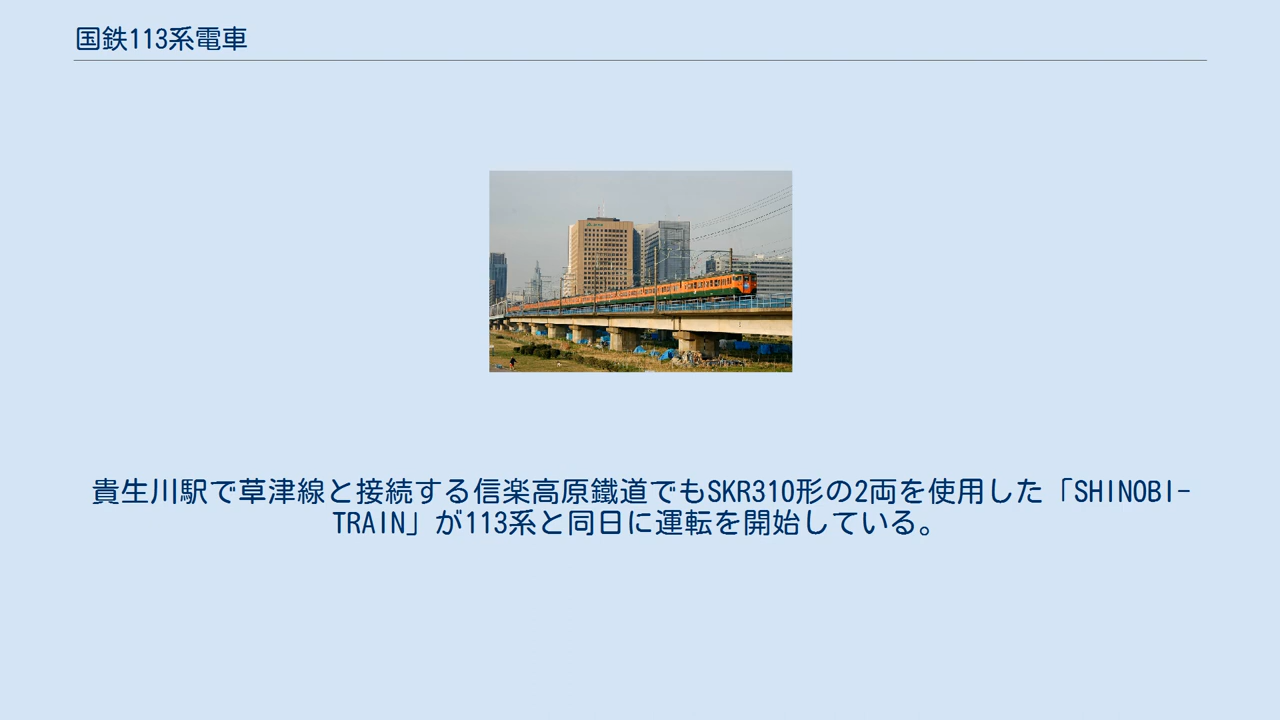 国鉄113系電車
貴生川駅で草津線と接続する信楽高原鐵道でもSKR310形の2両を使用した「SHINOBI-
TRAIN」が113系と同日に運転を開始している。